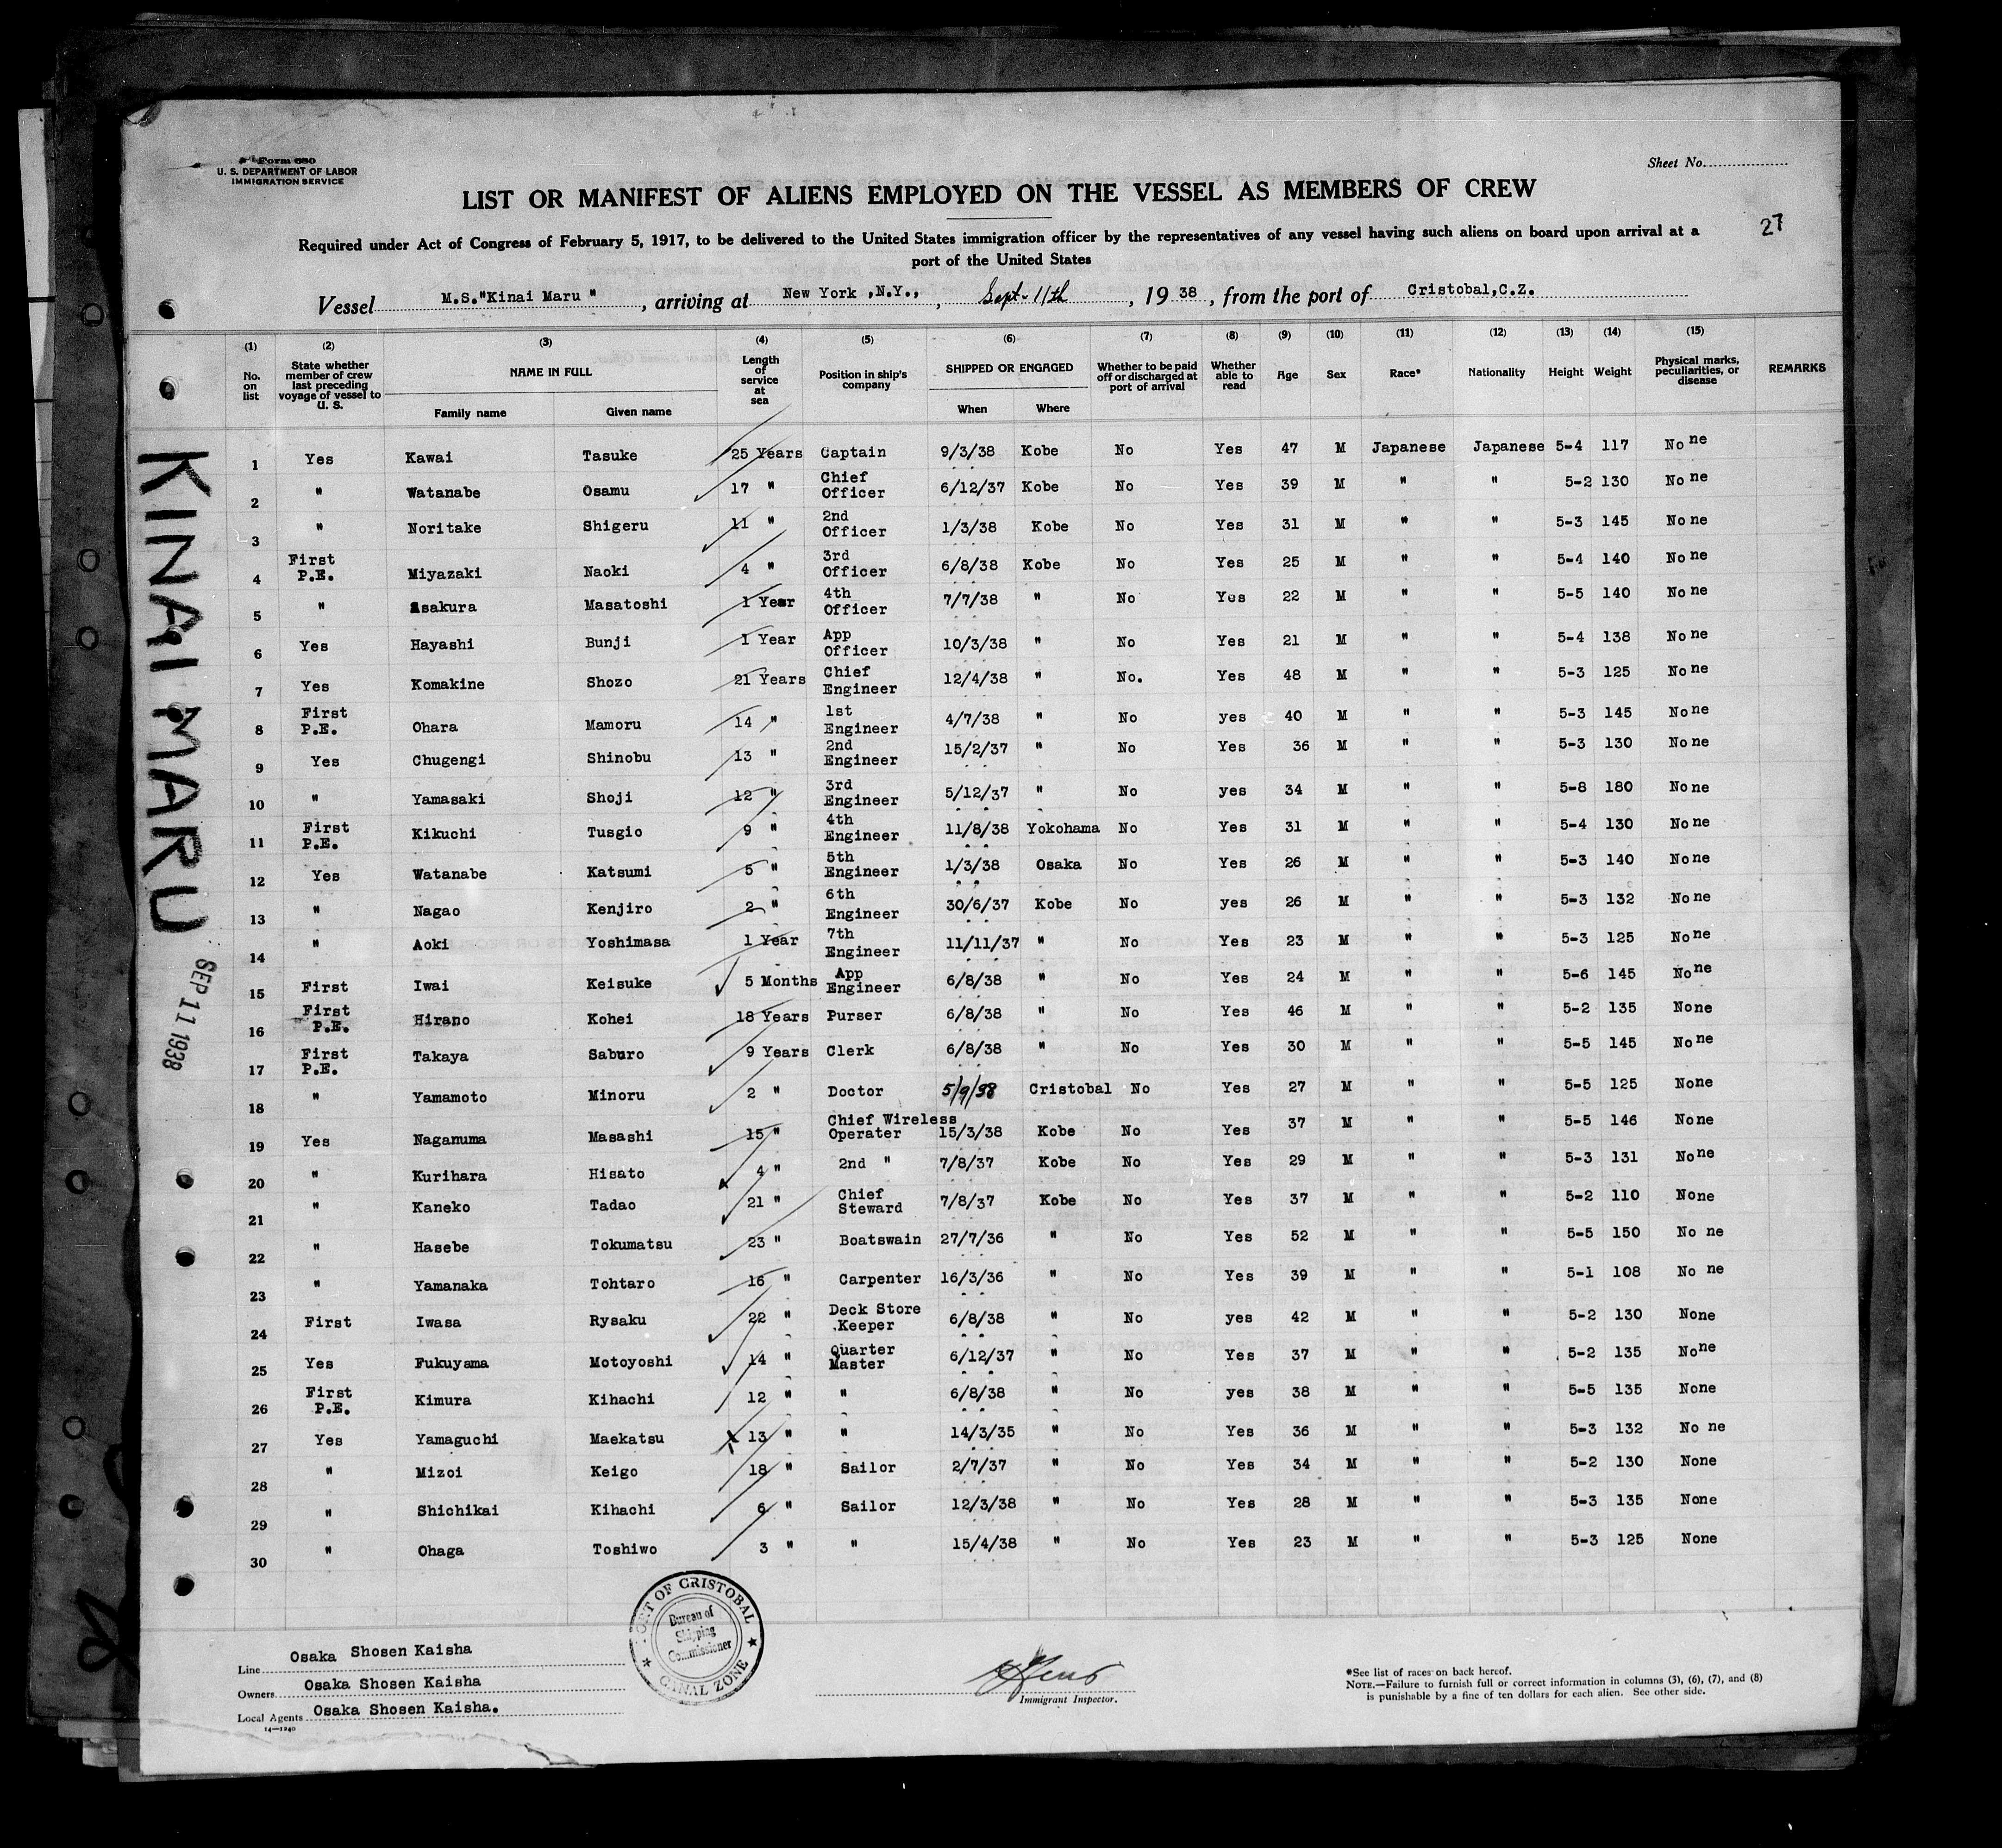 Form 680
U. S. DEPARTMENT OF LABOR
IMMIGRATION SERVICE
Sheet No.
LIST OR MANIFEST OF ALIENS EMPLOYED ON THE VESSEL AS MEMBERS OF CREW
27
Required under Act of Congress of February 5, 1917, to be delivered to the United States immigration officer by the representatives of any vessel having such aliens on board upon arrival at a
port of the United States
Vessel M.S."Kinai Maru ", arriving at New York ,N.Y., , Sept. 11th, 19 38, from the port of Cristobal,C.Z.
(1) No. on list (2) State whether member of crew last preceding voyage of vessel to U. S. (3) NAME IN FULL Family name Given name (4) Length of service at sea (5) Position in ship's company (6) SHIPPED OR ENGAGED When Where (7) Whether to be paid off or discharged at port of arrival (8) Whether able to read (9) Age (10) Sex (11) Race* (12) Nationality (13) Height (14) Weight (15) Physical marks, peculiarities, or disease REMARKS
1 Yes Kawai Tasuke 25 Years Captain 9/3/38 Kobe No Yes 47 M Japanese Japanese 5-4 117 None
2 " Watanabe Osamu 17 " Chief Officer 6/12/37 Kobe No Yes 39 M " " 5-2 130 None
3 " Noritake Shigeru 11 " 2nd Officer 1/3/38 Kobe No Yes 31 M " " 5-3 145 None
4 First P.E. Miyazaki Naoki 4 " 3rd Officer 6/8/38 Kobe No Yes 25 M " " 5-4 140 None
5 " Asakura Masatoshi 1 Year 4th Officer 7/7/38 " No Yes 22 M " " 5-5 140 None
6 Yes Hayashi Bunji 1 Year App Officer 10/3/38 " No Yes 21 M " " 5-4 138 None
7 Yes Komakine Shozo 21 Years Chief Engineer 12/4/38 " No. Yes 48 M " " 5-3 125 None
8 First P.E. Ohara Mamoru 14 " 1st Engineer 4/7/38 " No yes 40 M " " 5-3 145 None
9 Yes Chugengi Shinobu 13 " 2nd Engineer 15/2/37 " No Yes 36 M " " 5-3 130 None
10 " Yamasaki Shoji 12 " 3rd Engineer 5/12/37 " No yes 34 M " " 5-8 180 None
11 First P.E. Kikuchi Tusgio 9 " 4th Engineer 11/8/38 Yokohama No Yes 31 M " " 5-4 130 None
12 Yes Watanabe Katsumi 5 " 5th Engineer 1/3/38 Osaka No Yes 26 M " " 5-3 140 None
13 " Nagao Kenjiro 2 " 6th Engineer 30/6/37 Kobe No yes 26 M " " 5-3 132 None
14 " Aoki Yoshimasa 1 Year 7th Engineer 11/11/37 " No Yes 23 M " " 5-3 125 None
15 First Iwai Keisuke 5 Months App Engineer 6/8/38 " No Yes 24 M " " 5-6 145 None
16 First P.E. Hirano Kohei 18 Years Purser 6/8/38 " No Yes 46 M " " 5-2 135 None
17 First P.E. Takaya Saburo 9 Years Clerk 6/8/38 " No Yes 30 M " " 5-5 145 None
18 " Yamamoto Minoru 2 " Doctor 5/9/38 Cristobal No Yes 27 M " " 5-5 125 None
19 Yes Naganuma Masashi 15 " Chief Wireless Operater 15/3/38 Kobe No Yes 37 M " " 5-5 146 None
20 " Kurihara Hisato 4 " 2nd " 7/8/37 Kobe No Yes 29 M " " 5-3 131 None
21 " Kaneko Tadao 21 " Chief Steward 7/8/37 Kobe No Yes 37 M " " 5-2 110 None
22 " Hasebe Tokumatsu 23 " Boatswain 27/7/36 " No Yes 52 M " " 5-5 150 No ne
23 " Yamanaka Tohtaro 16 " Carpenter 16/3/36 " No Yes 39 M " " 5-1 108 No ne
24 First Iwasa Rysaku 22 " Deck Store Keeper 6/8/38 " No yes 42 M " " 5-2 130 None
25 Yes Fukuyama Motoyoshi 14 " Quarter Master 6/12/37 " No Yes 37 M " " 5-2 135 None
26 First P.E. Kimura Kihachi 12 " " 6/8/38 " No yes 38 M " " 5-5 135 None
27 Yes Yamaguchi Maekatsu 13 " " 14/3/35 " No Yes 36 M " " 5-3 132 No ne
28 " Mizoi Keigo 18 " Sailor 2/7/37 " No Yes 34 M " " 5-2 130 None
29 " Shichikai Kihachi 6 " Sailor 12/3/38 " No Yes 28 M " " 5-3 135 None
30 " Ohaga Toshiwo 3 " " 15/4/38 " No Yes 23 M " " 5-3 125 None
KINAI MARU
SEP 11 1938
PORT OF CRISTOBAL
Bureau of
Shipping
Commissioner
CANAL ZONE
Line Osaka Shosen Kaisha
Owners Osaka Shosen Kaisha
Local Agents Osaka Shosen Kaisha.
14—1240
Immigrant Inspector.
*See list of races on back hereof.
NOTE.—Failure to furnish full or correct information in columns (3), (6), (7), and (8)
is punishable by a fine of ten dollars for each alien. See other side.